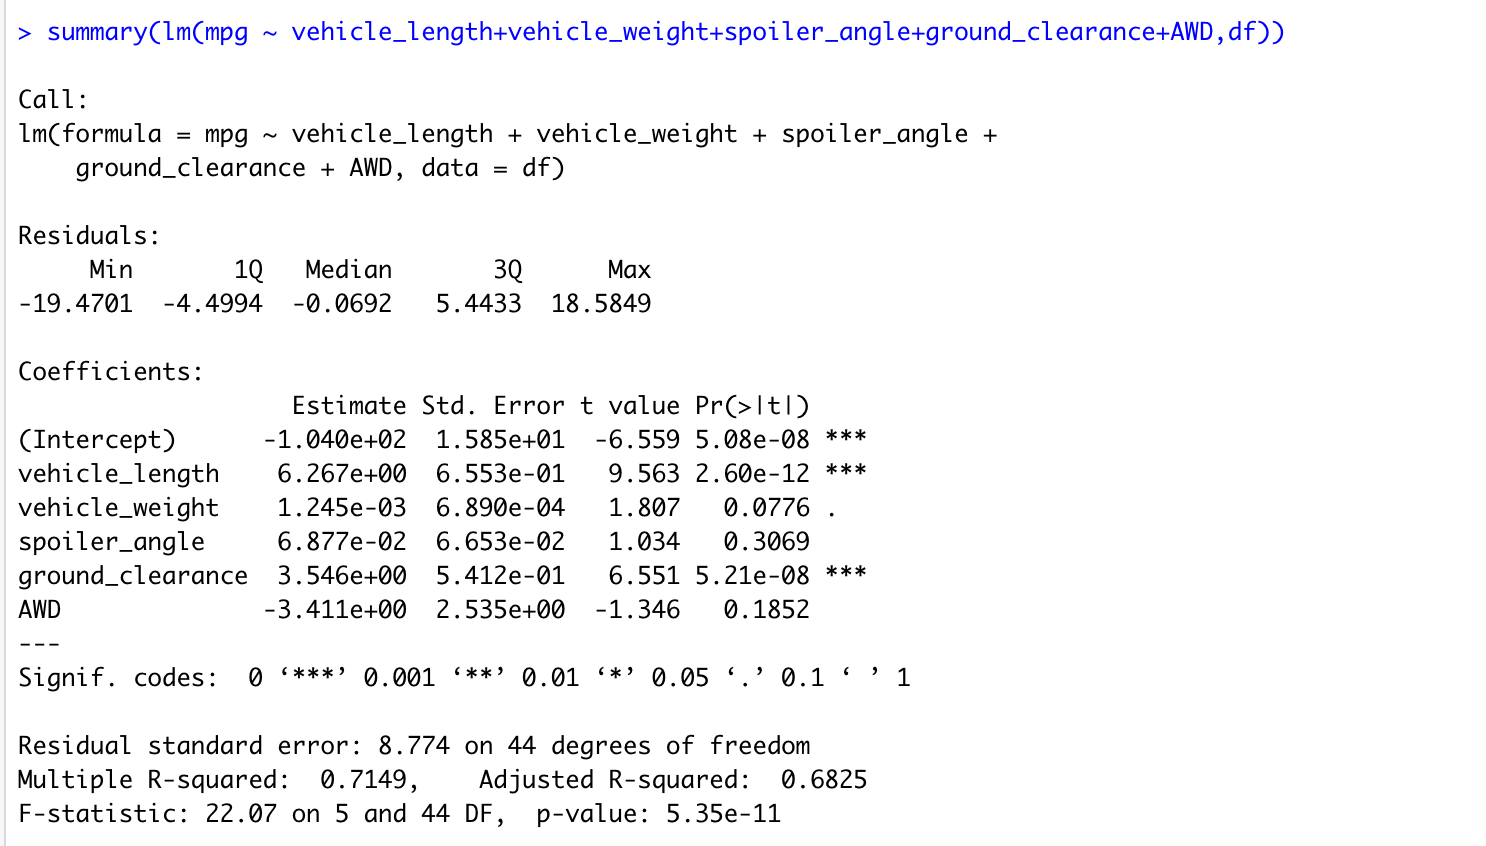 > summary(lm(mpg ~ vehicle_length+vehicle_weight+spoiler_angle+ground_clearance+AWD,df))
Call:
lm(formula = mpg ~ vehicle_length + vehicle_weight + spoiler_angle +
    ground_clearance + AWD, data = df)
Residuals:
     Min       1Q   Median       3Q      Max
-19.4701  -4.4994  -0.0692   5.4433  18.5849
Coefficients:
                   Estimate Std. Error t value Pr(>|t|)
(Intercept)      -1.040e+02  1.585e+01  -6.559 5.08e-08 ***
vehicle_length    6.267e+00  6.553e-01   9.563 2.60e-12 ***
vehicle_weight    1.245e-03  6.890e-04   1.807   0.0776 .
spoiler_angle     6.877e-02  6.653e-02   1.034   0.3069
ground_clearance  3.546e+00  5.412e-01   6.551 5.21e-08 ***
AWD              -3.411e+00  2.535e+00  -1.346   0.1852
---
Signif. codes:  0 ‘***’ 0.001 ‘**’ 0.01 ‘*’ 0.05 ‘.’ 0.1 ‘ ’ 1
Residual standard error: 8.774 on 44 degrees of freedom
Multiple R-squared:  0.7149,    Adjusted R-squared:  0.6825
F-statistic: 22.07 on 5 and 44 DF,  p-value: 5.35e-11